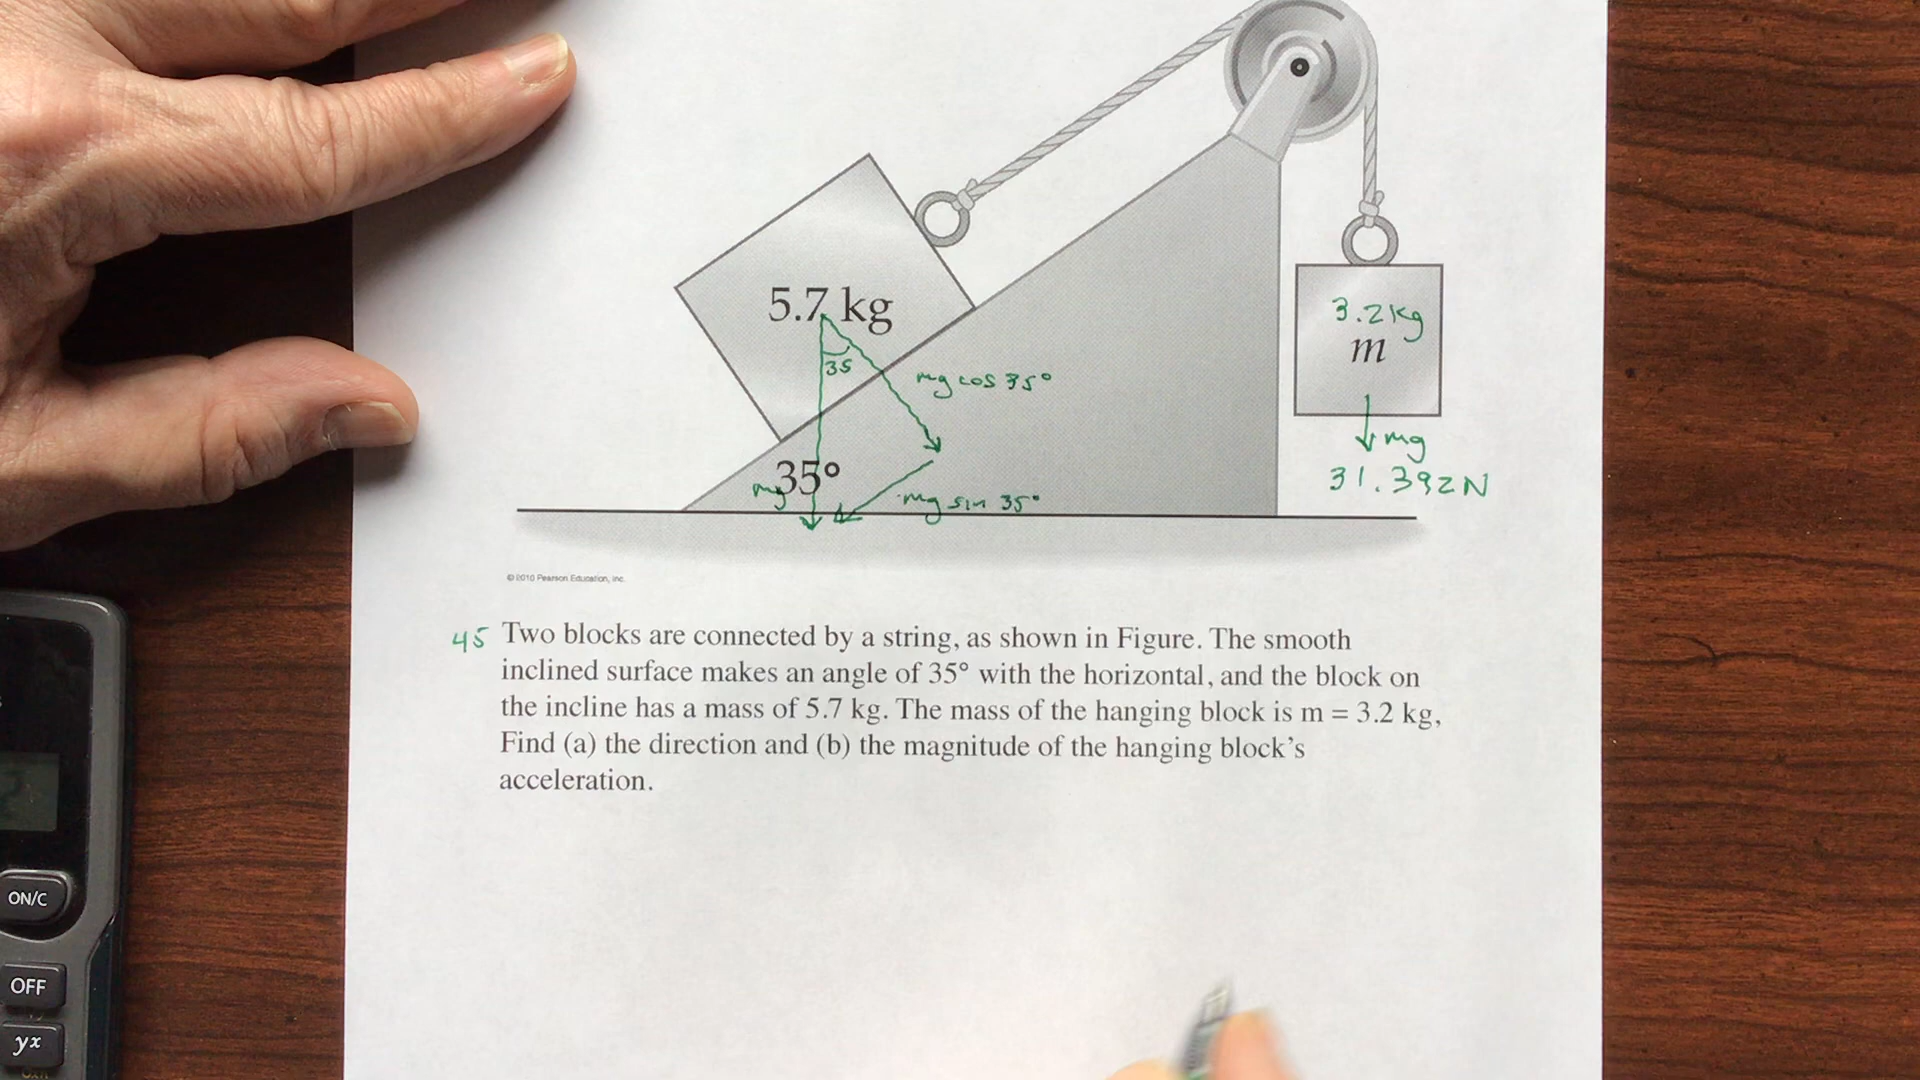 5.7 kg
3.2kg
m
35
mg cos 35°
mg
31.392N
35°
mg
mg sin 35°
© 2010 Pearson Education, Inc.
45 Two blocks are connected by a string, as shown in Figure. The smooth
inclined surface makes an angle of 35° with the horizontal, and the block on
the incline has a mass of 5.7 kg. The mass of the hanging block is m = 3.2 kg,
Find (a) the direction and (b) the magnitude of the hanging block's
acceleration.
ON/C
OFF
yx